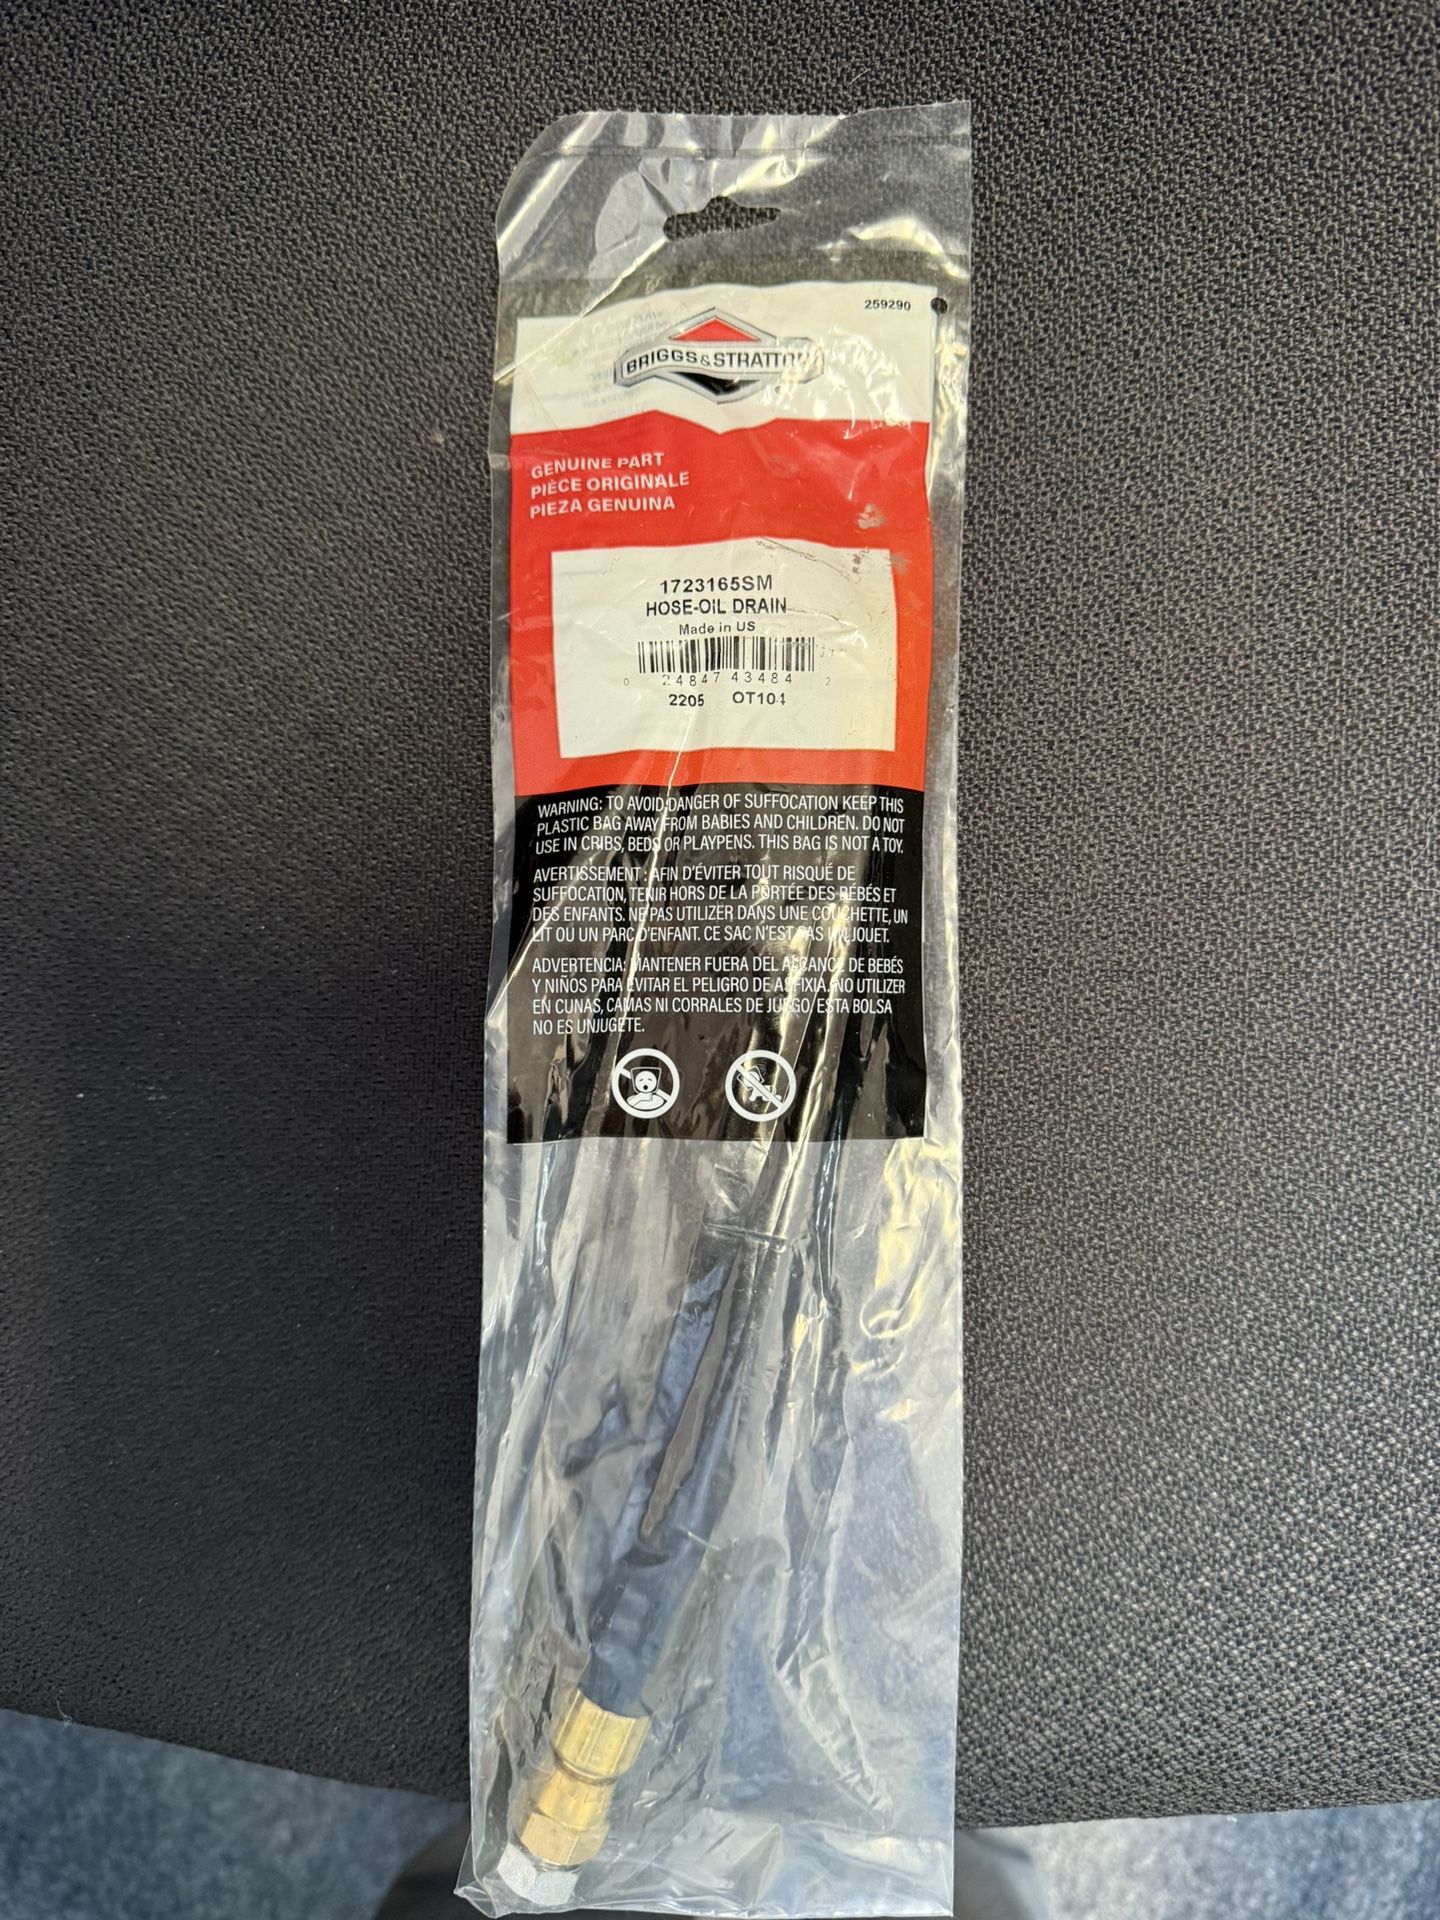 259290
BRIGGS&STRATTON
GENUINE PART
PIÈCE ORIGINALE
PIEZA GENUINA
1723165SM
HOSE-OIL DRAIN
Made in US
0 24847 43484 2
2205 OT104
WARNING: TO AVOID DANGER OF SUFFOCATION KEEP THIS
PLASTIC BAG AWAY FROM BABIES AND CHILDREN. DO NOT
USE IN CRIBS, BEDS OR PLAYPENS. THIS BAG IS NOT A TOY.
AVERTISSEMENT : AFIN D'ÉVITER TOUT RISQUÉ DE
SUFFOCATION, TENIR HORS DE LA PORTÉE DES BÉBÉS ET
DES ENFANTS. NE PAS UTILIZER DANS UNE COUCHETTE, UN
LIT OU UN PARC D'ENFANT. CE SAC N'EST PAS UN JOUET.
ADVERTENCIA: MANTENER FUERA DEL ALCANCE DE BEBÉS
Y NIÑOS PARA EVITAR EL PELIGRO DE ASFIXIA. NO UTILIZER
EN CUNAS, CAMAS NI CORRALES DE JUEGO. ESTA BOLSA
NO ES UNJUGETE.